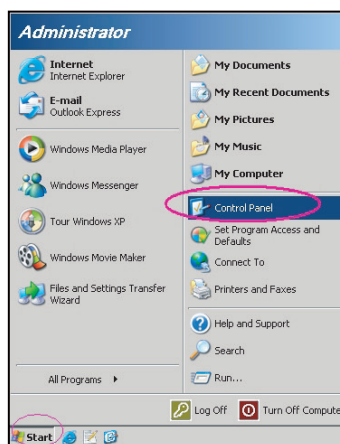 Administrator
Internet
Internet Explorer
E-mail
Outlook Express
Windows Media Player
Windows Messenger
Tour Windows XP
Windows Movie Maker
Files and Settings Transfer
Wizard
All Programs
My Documents
My Recent Documents
My Pictures
My Music
My Computer
Control Panel
Set Program Access and
Defaults
Connect To
Printers and Faxes
Help and Support
Search
Run...
Log Off
Turn Off Compute
Start